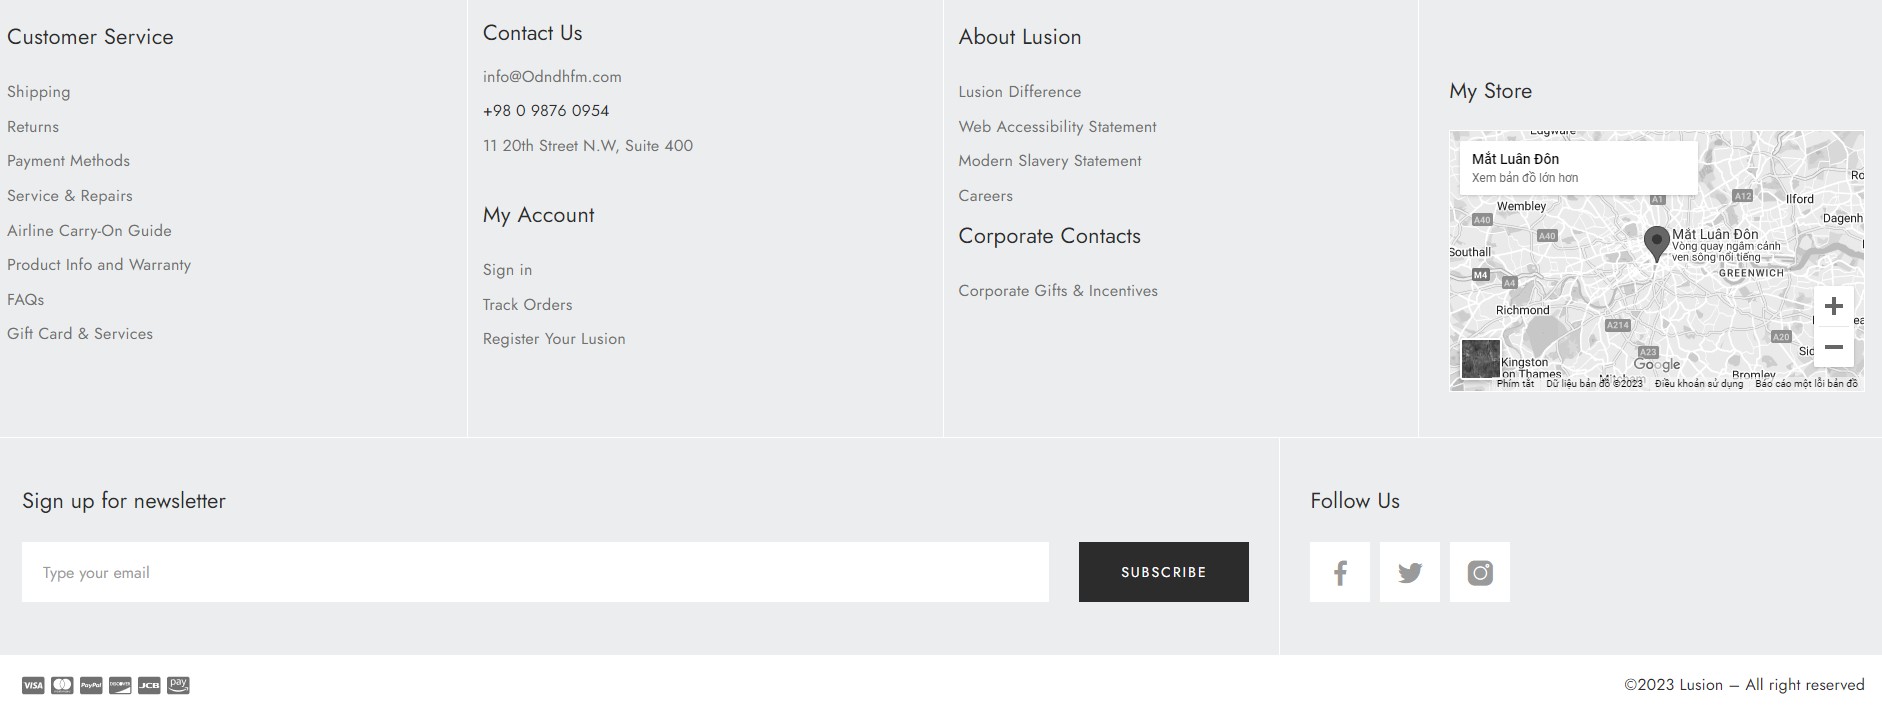 Customer Service
Shipping
Returns
Payment Methods
Service & Repairs
Airline Carry-On Guide
Product Info and Warranty
FAQs
Gift Card & Services
Contact Us
info@Odndhfm.com
+98 0 9876 0954
11 20th Street N.W, Suite 400
My Account
Sign in
Track Orders
Register Your Lusion
About Lusion
Lusion Difference
Web Accessibility Statement
Modern Slavery Statement
Careers
Corporate Contacts
Corporate Gifts & Incentives
My Store
Edgware
Mắt Luân Đôn
Xem bản đồ lớn hơn
A1
A12
Wembley
Ilford
A40
Dagenh
A40
Mắt Luân Đôn
Vòng quay ngắm cảnh
ven sông nổi tiếng
Southall
GREENWICH
M4
A4
Richmond
A214
A20
A23
Sid
Kingston
on Thames
Google
Bromley
Phím tắt
Dữ liệu bản đồ ©2023
Điều khoản sử dụng
Báo cáo một lỗi bản đồ
Sign up for newsletter
Type your email
SUBSCRIBE
Follow Us
VISA
PayPal
DISCOVER
JCB
pay
©2023 Lusion – All right reserved